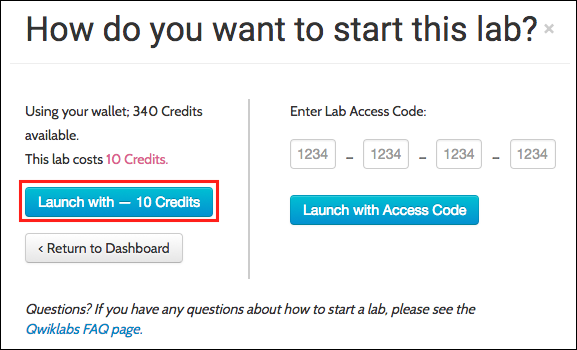 How do you want to start this lab? ×
Using your wallet; 340 Credits
available.
This lab costs 10 Credits.
Launch with — 10 Credits
< Return to Dashboard
Enter Lab Access Code:
1234 – 1234 – 1234 – 1234
Launch with Access Code
Questions? If you have any questions about how to start a lab, please see the
Qwiklabs FAQ page.